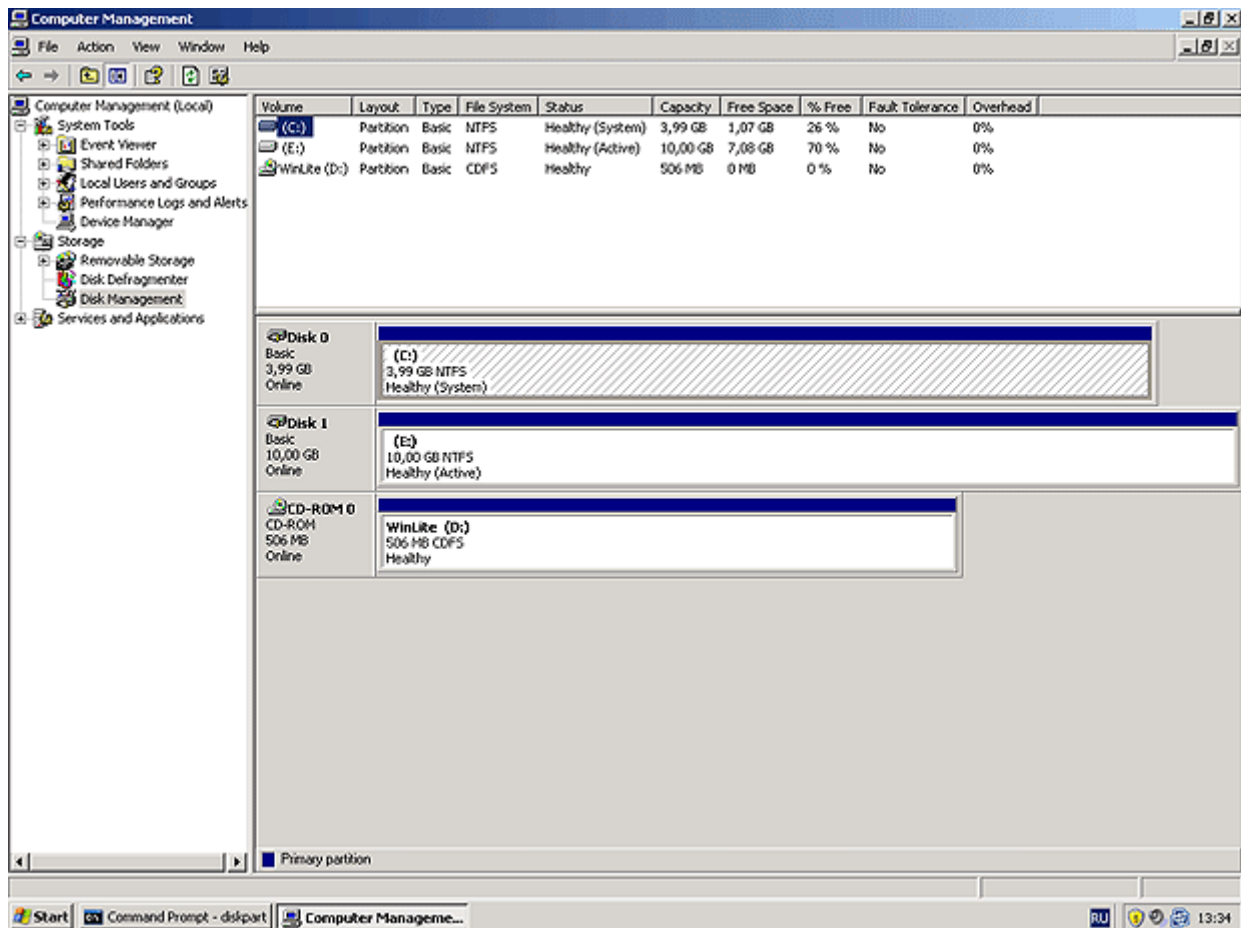 Computer Management
File Action View Window Help
Computer Management (Local)
System Tools
Event Viewer
Shared Folders
Local Users and Groups
Performance Logs and Alerts
Device Manager
Storage
Removable Storage
Disk Defragmenter
Disk Management
Services and Applications
Volume Layout Type File System Status Capacity Free Space % Free Fault Tolerance Overhead
(C:) Partition Basic NTFS Healthy (System) 3,99 GB 1,07 GB 26 % No 0%
(E:) Partition Basic NTFS Healthy (Active) 10,00 GB 7,08 GB 70 % No 0%
WinLite (D:) Partition Basic CDFS Healthy 506 MB 0 MB 0 % No 0%
Disk 0
Basic
3,99 GB
Online
(C:)
3,99 GB NTFS
Healthy (System)
Disk 1
Basic
10,00 GB
Online
(E:)
10,00 GB NTFS
Healthy (Active)
CD-ROM 0
CD-ROM
506 MB
Online
WinLite (D:)
506 MB CDFS
Healthy
Primary partition
Start Command Prompt - diskpart Computer Manageme... RU 13:34